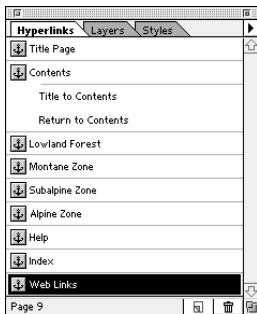 Hyperlinks Layers Styles
Title Page
Contents
Title to Contents
Return to Contents
Lowland Forest
Montane Zone
Subalpine Zone
Alpine Zone
Help
Index
Web Links
Page 9